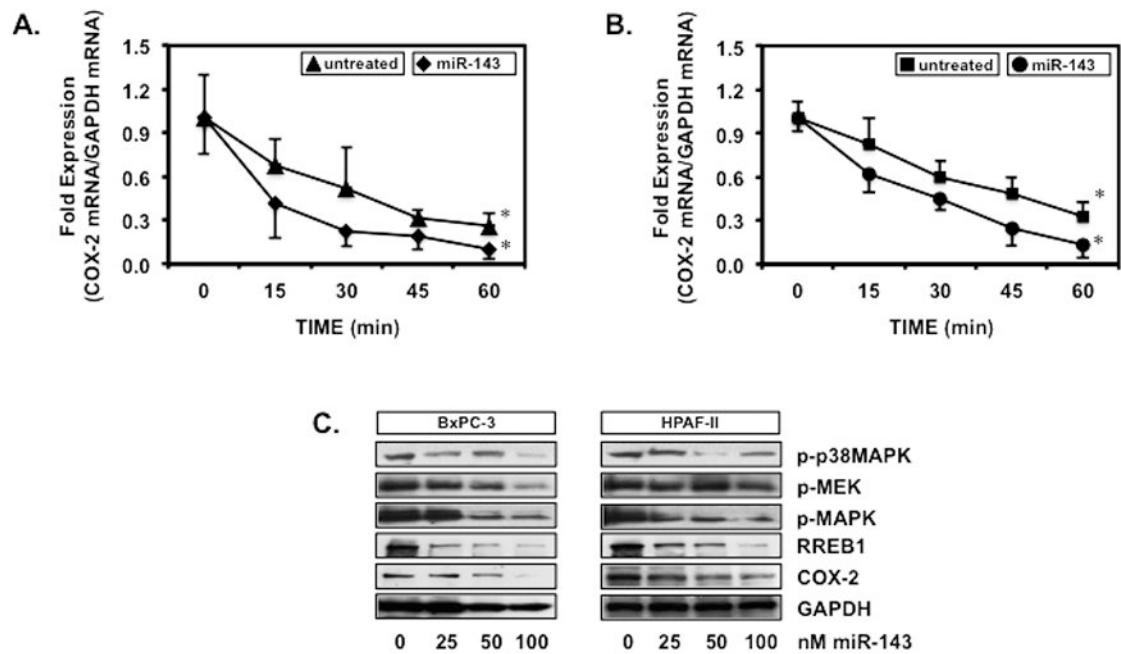 A.
Fold Expression
(COX-2 mRNA/GAPDH mRNA)
1.5
1.2
0.9
0.6
0.3
0.0
untreated miR-143
*
*
0 15 30 45 60
TIME (min)
B.
Fold Expression
(COX-2 mRNA/GAPDH mRNA)
1.5
1.2
0.9
0.6
0.3
0.0
untreated miR-143
*
*
0 15 30 45 60
TIME (min)
C.
BxPC-3 HPAF-II
p-p38MAPK
p-MEK
p-MAPK
RREB1
COX-2
GAPDH
0 25 50 100 0 25 50 100 nM miR-143